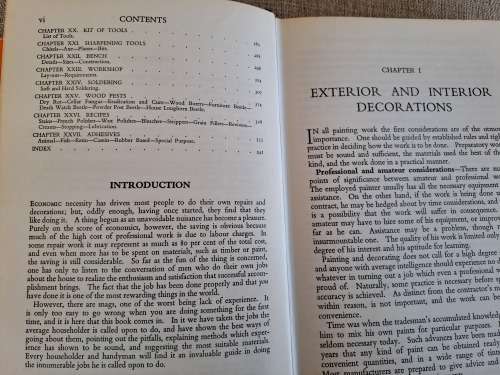 vi CONTENTS
CHAPTER XX. KIT OF TOOLS
List of Tools.
CHAPTER XXI. SHARPENING TOOLS
Chisels—Axe—Planes—Bits.
CHAPTER XXII. BENCH
Details—Sizes—Construction.
CHAPTER XXIII. WORKSHOP
Lay-out—Requirements.
CHAPTER XXIV. SOLDERING
Soft and Hard Soldering.
CHAPTER XXV. WOOD PESTS
Dry Rot—Cellar Fungus—Eradication and Cure—Wood Borers—Furniture Beetle—
Death Watch Beetle—Powder Post Beetle—House Longhorn Beetle.
CHAPTER XXVI. RECIPES
Stains—French Polishes—Wax Polishes—Bleaches—Strippers—Grain Fillers—Revivers,
Cements—Stopping—Lubrication.
CHAPTER XXVII. ADHESIVES
Animal—Fish—Resin—Casein—Rubber Based—Special Purpose.
INDEX
INTRODUCTION
ECONOMIC necessity has driven most people to do their own repairs and
decorations; but, oddly enough, having once started, they find that they
like doing it. A thing begun as an unavoidable nuisance has become a pleasure.
Purely on the score of economics, however, the saving is obvious because
much of the high cost of professional work is due to labour charges. In
some repair work it may represent as much as 80 per cent of the total cost,
and even when more has to be spent on materials, such as timber or paint,
the saving is still considerable. So far as the fun of the thing is concerned,
one has only to listen to the conversation of men who do their own jobs
about the house to realize the enthusiasm and satisfaction that successful accom-
plishment brings. The fact that the job has been done properly and that you
have done it is one of the most rewarding things in the world.
However, there are snags, one of the worst being lack of experience. It
is only too easy to go wrong when you are doing something for the first
time, and it is here that this book comes in. In it we have taken the jobs the
average householder is called upon to do, and have shown the best ways of
going about them, pointing out the pitfalls, explaining methods which experi-
ence has shown to be sound, and suggesting the most suitable materials.
Every householder and handyman will find it an invaluable guide in doing
the innumerable jobs he is called upon to do.
CHAPTER I
EXTERIOR AND INTERIOR
DECORATIONS
IN all painting work the first considerations are of the utmost
importance. One should be guided by established rules and
practice in deciding how the work is to be done. Preparatory work
must be sound and sufficient, the materials used the best of the
kind, and the work done in a practical manner.
Professional and amateur considerations—There are
points of significance between amateur and professional
The employed painter usually has all the necessary equipment
assistance. On the other hand, if the work is being done
contract, he may be hedged about by time considerations, and
is a possibility that the work will suffer in consequence.
amateur may have to hire some of his equipment, or improvise
far as he can. Assistance may be a problem, though
insurmountable one. The quality of his work is limited only
degree of his interest and his aptitude for learning.
Painting and decorating does not call for a high degree
and anyone with average intelligence should experience no
whatever in turning out a job which even a professional
proud of. Naturally, some practice is necessary before
accuracy is achieved. As distinct from the contractor's
within reason, is not important, and the work can be
convenience.
Time was when the tradesman's accumulated knowledge
him to mix his own paints for particular purposes.
seldom necessary today. Such advances have been made
years that any kind of paint can be obtained ready
convenient quantities, and in a wide range of
Most manufacturers are prepared to give advice and